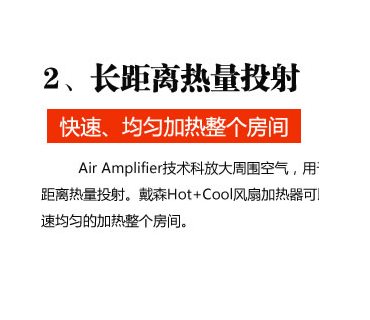 2、长距离热量投射
快速、均匀加热整个房间
Air Amplifier技术科放大周围空气，用
距离热量投射。戴森Hot+Cool风扇加热器可
速均匀的加热整个房间。